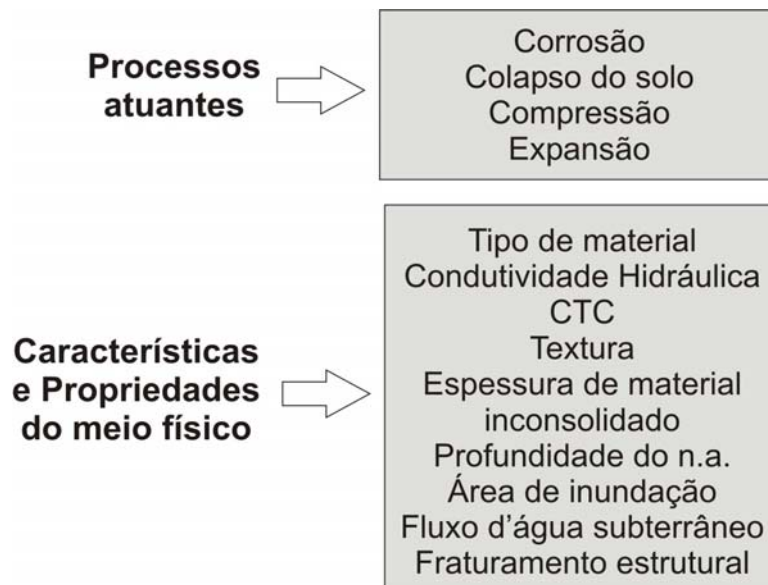 Processos
atuantes
Corrosão
Colapso do solo
Compressão
Expansão
Características
e Propriedades
do meio físico
Tipo de material
Condutividade Hidráulica
CTC
Textura
Espessura de material
inconsolidado
Profundidade do n.a.
Área de inundação
Fluxo d’água subterrâneo
Fraturamento estrutural